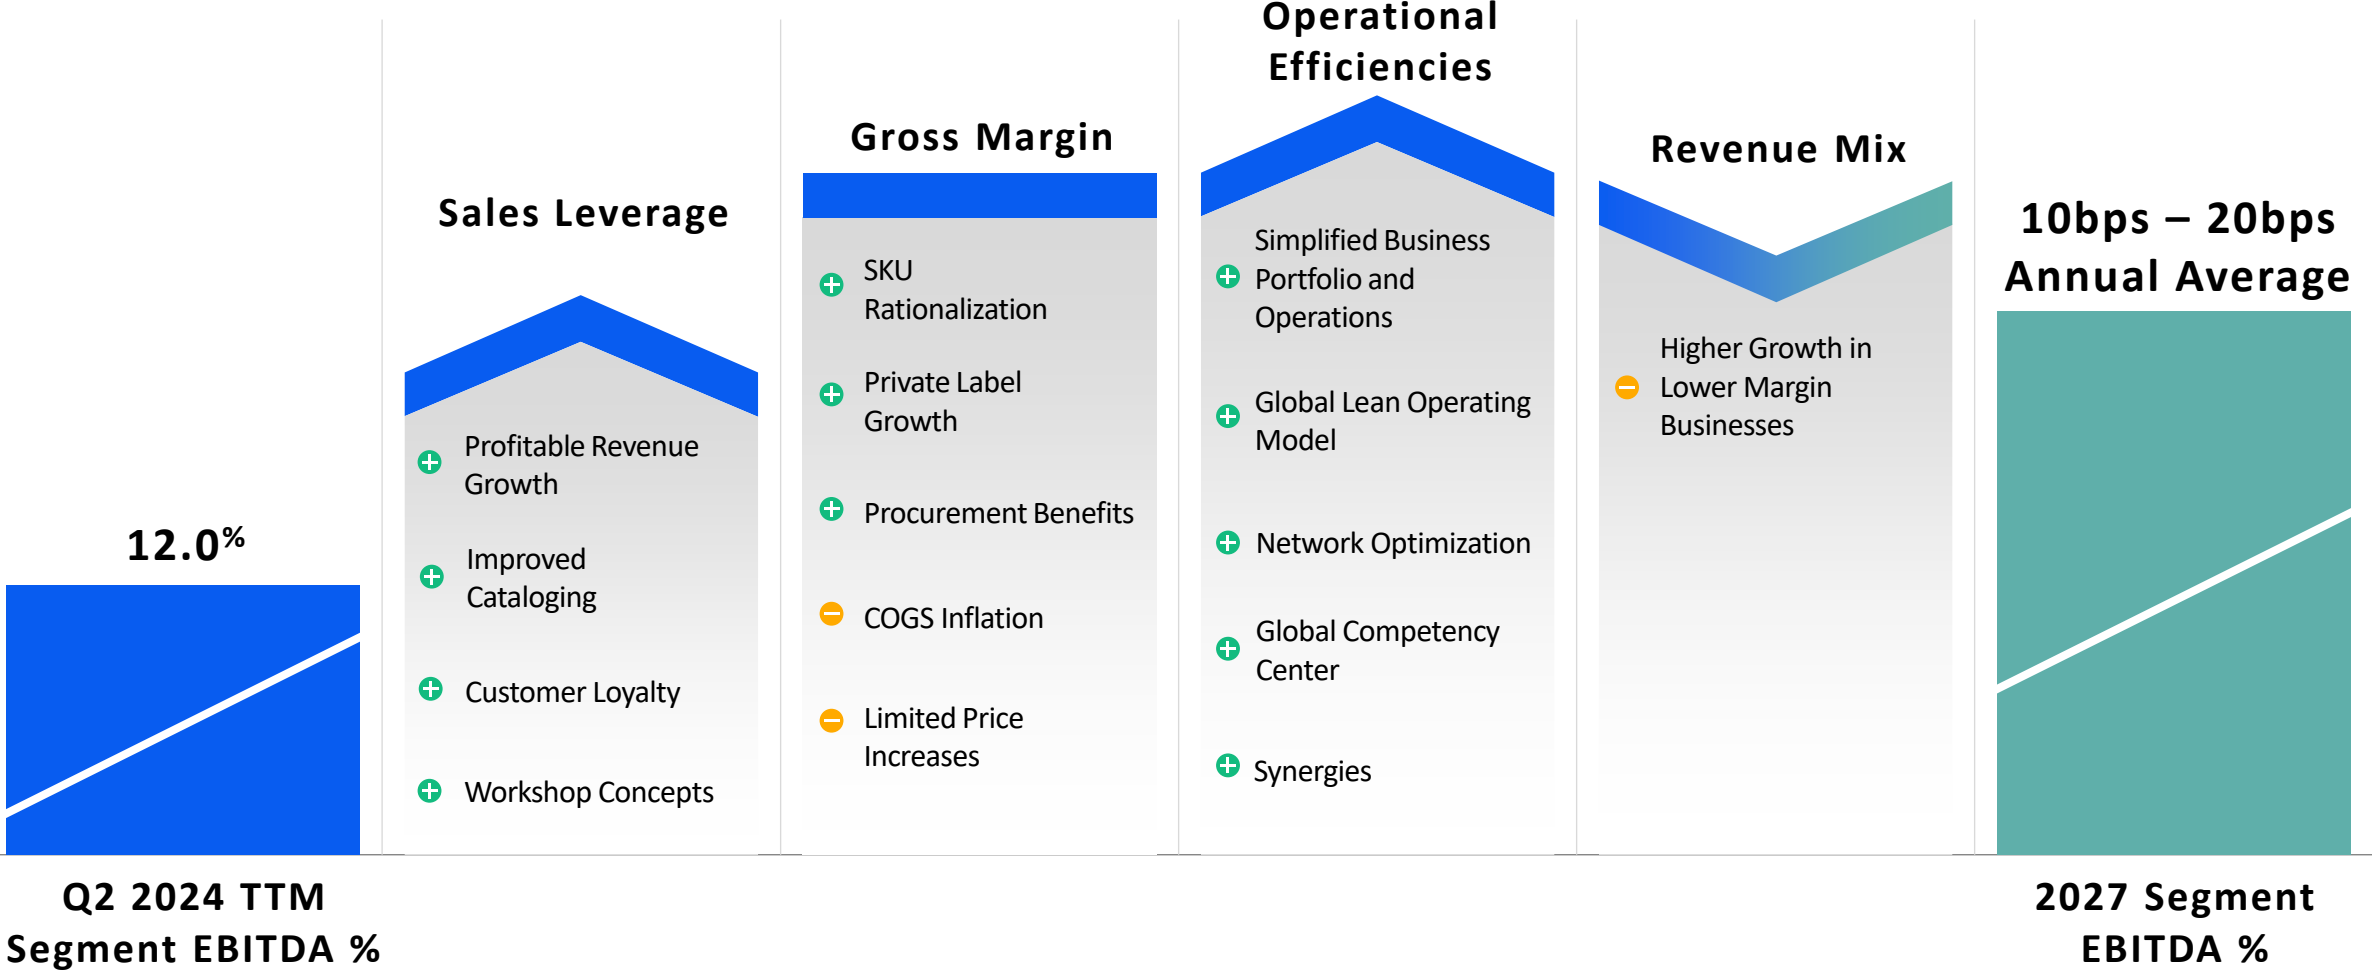 12.0%
Q2 2024 TTM
Segment EBITDA %
Sales Leverage
Profitable Revenue
Growth
Improved
Cataloging
Customer Loyalty
Workshop Concepts
Gross Margin
SKU
Rationalization
Private Label
Growth
Procurement Benefits
COGS Inflation
Limited Price
Increases
Operational
Efficiencies
Simplified Business
Portfolio and
Operations
Global Lean Operating
Model
Network Optimization
Global Competency
Center
Synergies
Revenue Mix
Higher Growth in
Lower Margin
Businesses
10bps – 20bps
Annual Average
2027 Segment
EBITDA %